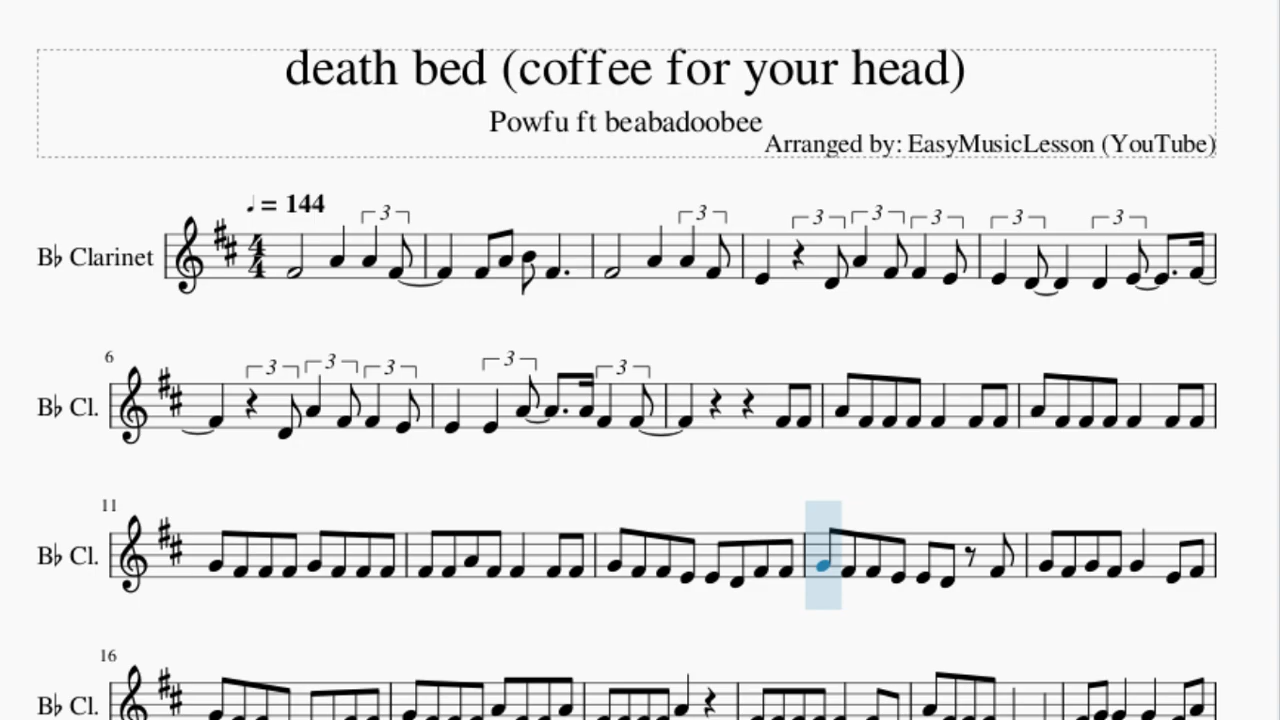 death bed (coffee for your head)
Powfu ft beabadoobee
Arranged by: EasyMusicLesson (YouTube)
♩ = 144
3 3 3 3 3 3 3
B♭ Clarinet
4
4
6
3 3 3 3 3
B♭ Cl.
11
B♭ Cl.
16
B♭ Cl.